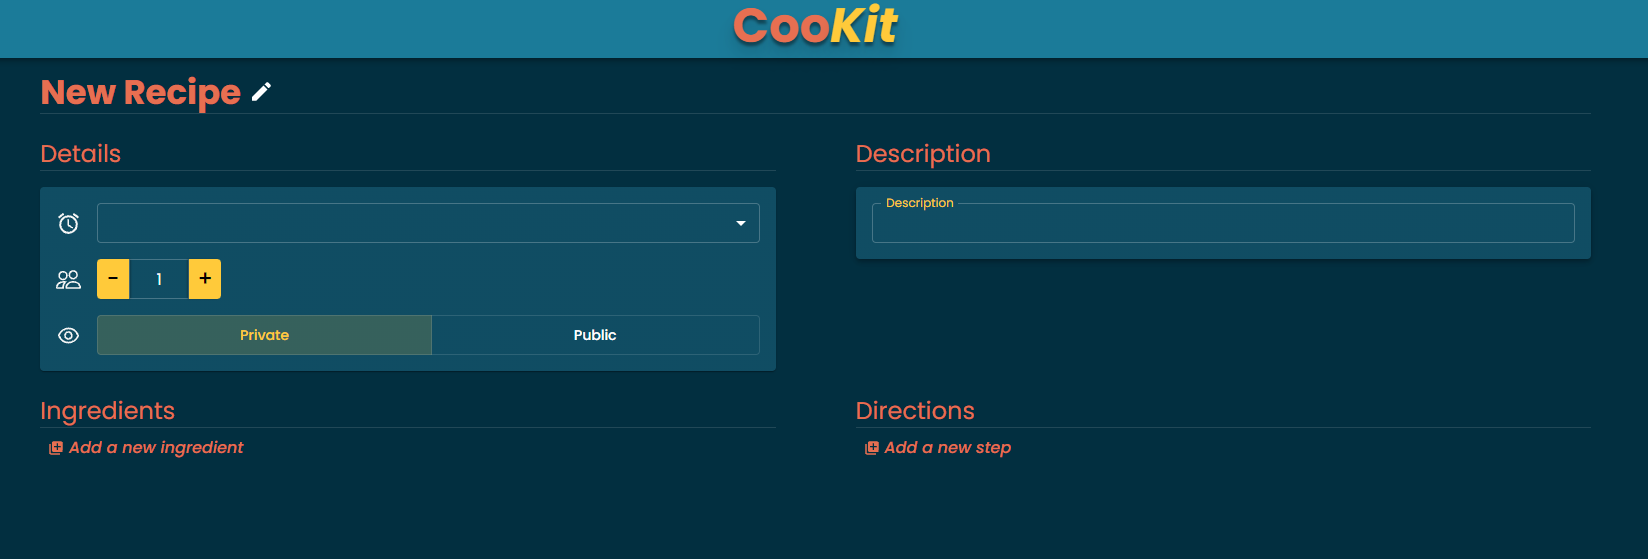 CooKit
New Recipe
Details
Description
Description
- 1 +
Private Public
Ingredients
Directions
Add a new ingredient
Add a new step